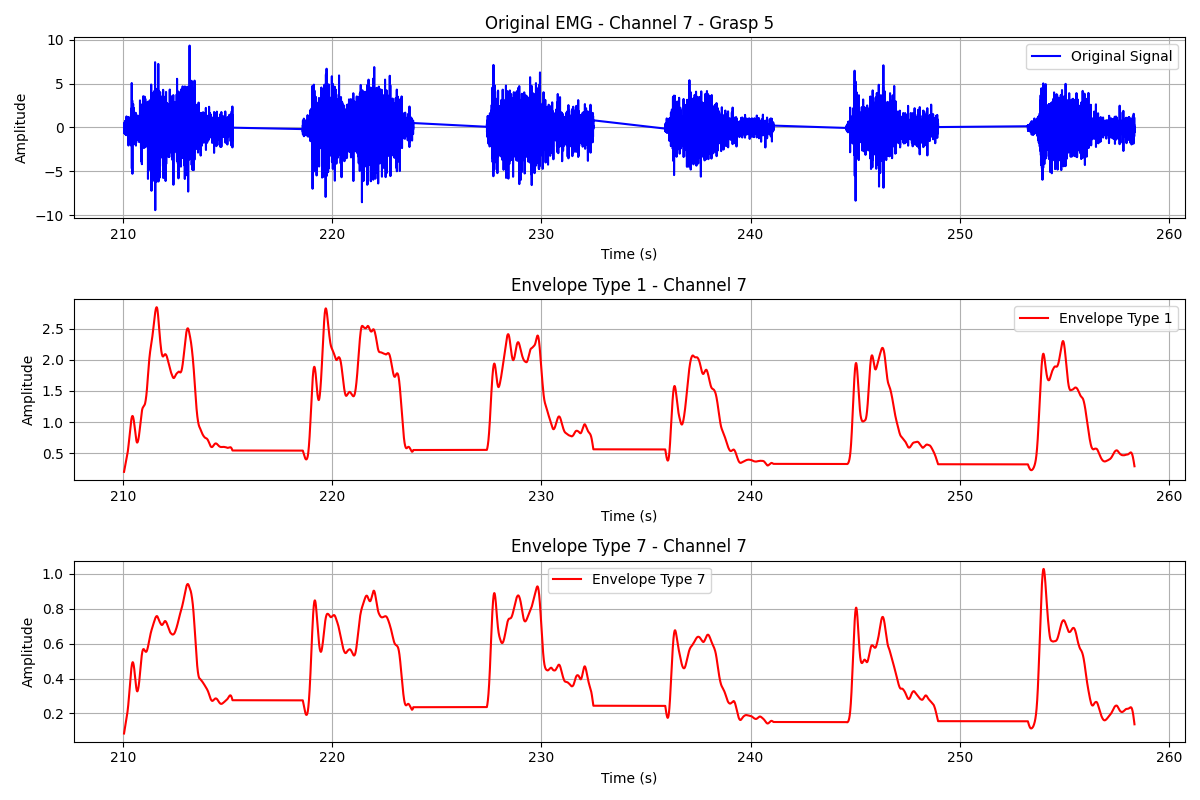 Original EMG - Channel 7 - Grasp 5
Original Signal
Amplitude
10
5
0
−5
−10
210 220 230 240 250 260
Time (s)
Envelope Type 1 - Channel 7
Envelope Type 1
Amplitude
2.5
2.0
1.5
1.0
0.5
210 220 230 240 250 260
Time (s)
Envelope Type 7 - Channel 7
Envelope Type 7
Amplitude
1.0
0.8
0.6
0.4
0.2
210 220 230 240 250 260
Time (s)